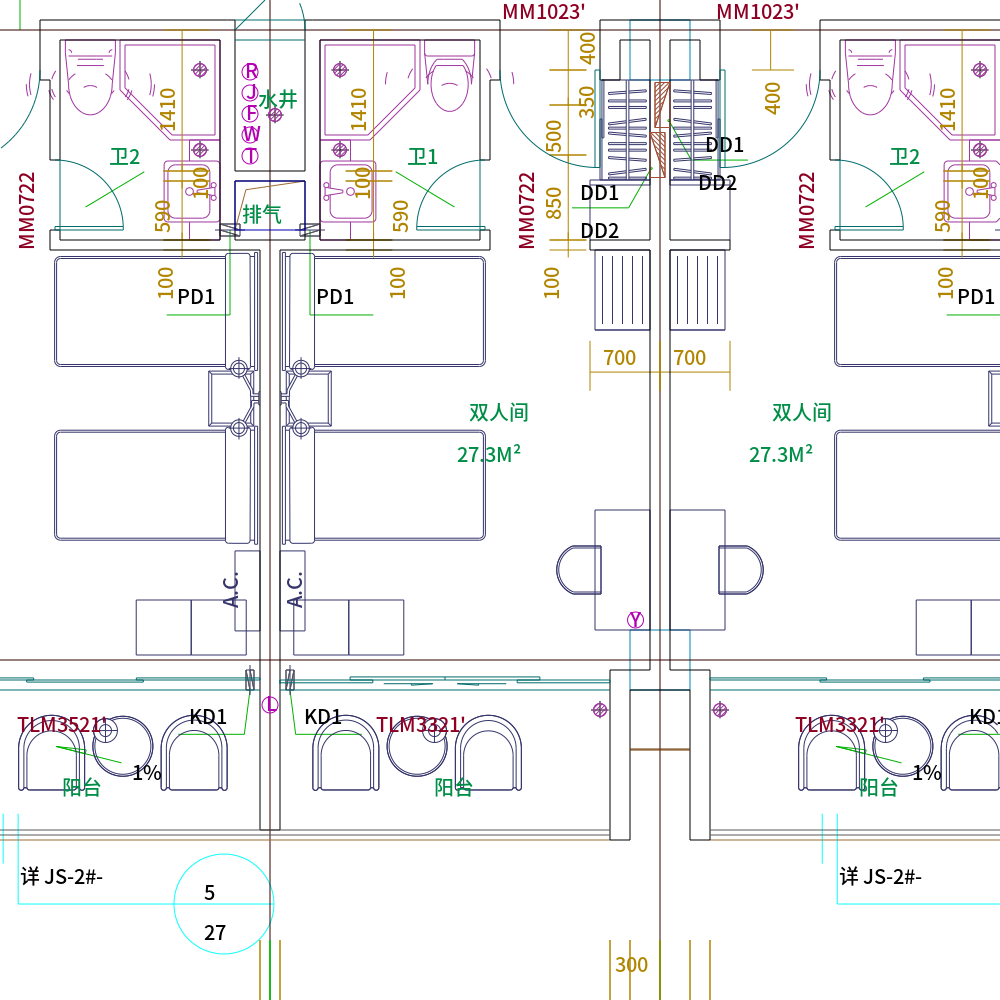 MM1023'
MM1023'
400
R
J
F
W
T
水井
1410
1410
350
400
1410
500
DD1
卫2
卫1
卫2
MM0722
100
100
MM0722
DD1
DD2
MM0722
100
590
排气
590
850
590
DD2
100
PD1
PD1
100
100
100
PD1
700
700
双人间
双人间
27.3M²
27.3M²
A.C.
A.C.
Y
L
TLM3521'
KD1
KD1
TLM3321'
TLM3321'
KD1
1%
1%
阳台
阳台
阳台
详 JS-2#-
详 JS-2#-
5
27
300